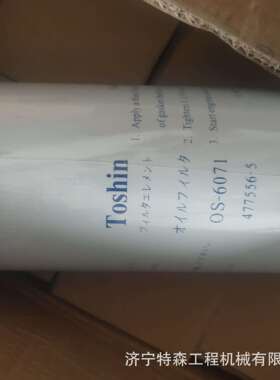 Toshin
フィルタエレメント
オイルフィルタ
OS-6071
477556-5
1. Apply a
of gasket
2. Tighten
3. Start engine
济宁特森工程机械有限